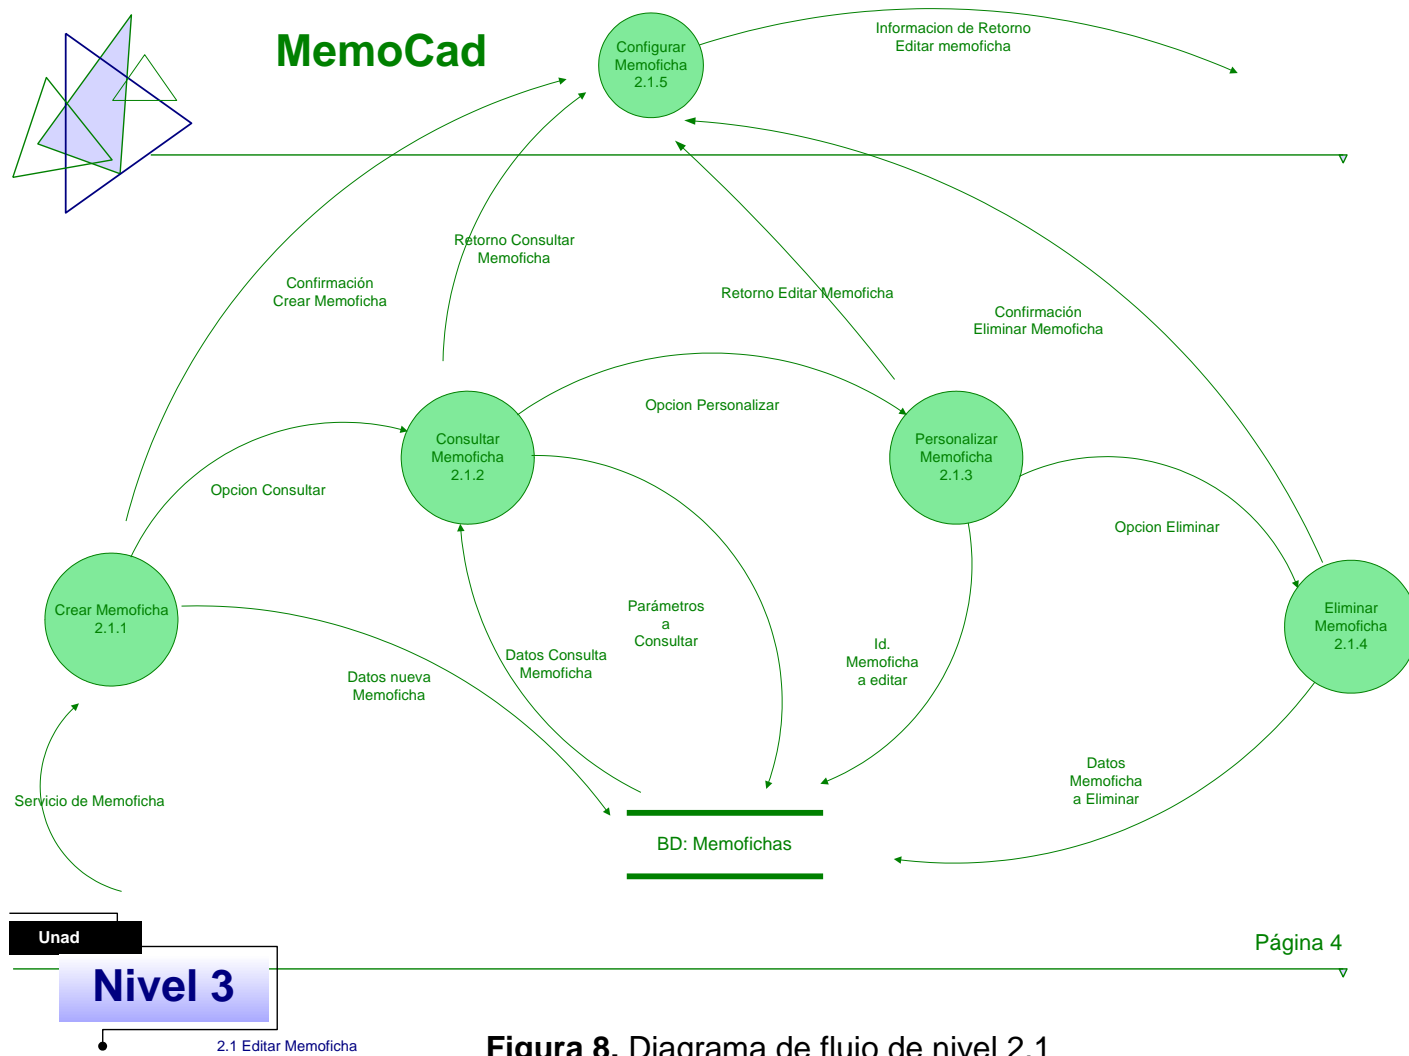 MemoCad
Configurar
Memoficha
2.1.5
Informacion de Retorno
Editar memoficha
Retorno Consultar
Memoficha
Confirmación
Crear Memoficha
Retorno Editar Memoficha
Confirmación
Eliminar Memoficha
Opcion Personalizar
Consultar
Memoficha
2.1.2
Personalizar
Memoficha
2.1.3
Opcion Consultar
Opcion Eliminar
Crear Memoficha
2.1.1
Parámetros
a
Consultar
Eliminar
Memoficha
2.1.4
Datos Consulta
Memoficha
Id.
Memoficha
a editar
Datos nueva
Memoficha
Datos
Memoficha
a Eliminar
Servicio de Memoficha
BD: Memofichas
Unad
Página 4
Nivel 3
2.1 Editar Memoficha
Figura 8. Diagrama de flujo de nivel 2.1